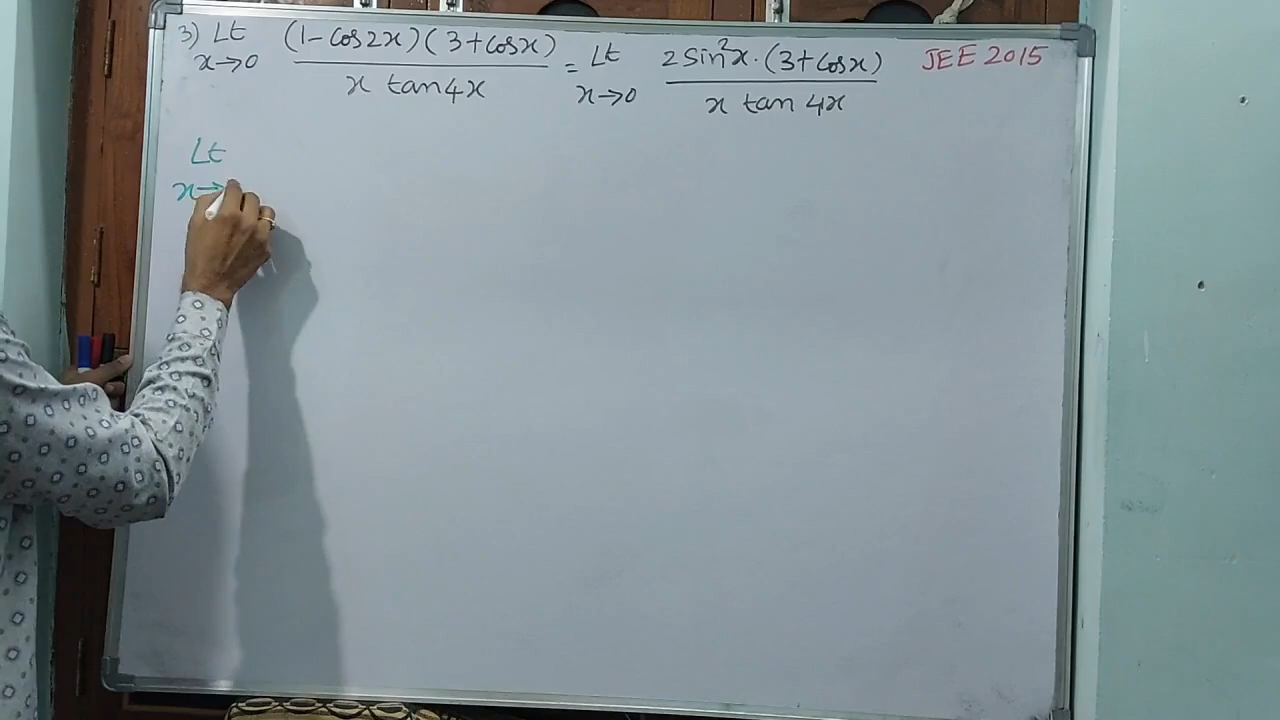 3) Lt x→0 (1-Cos2x)(3+Cosx) / x tan4x = Lt x→0 2Sin²x·(3+Cosx) / x tan 4x JEE 2015
Lt
x→